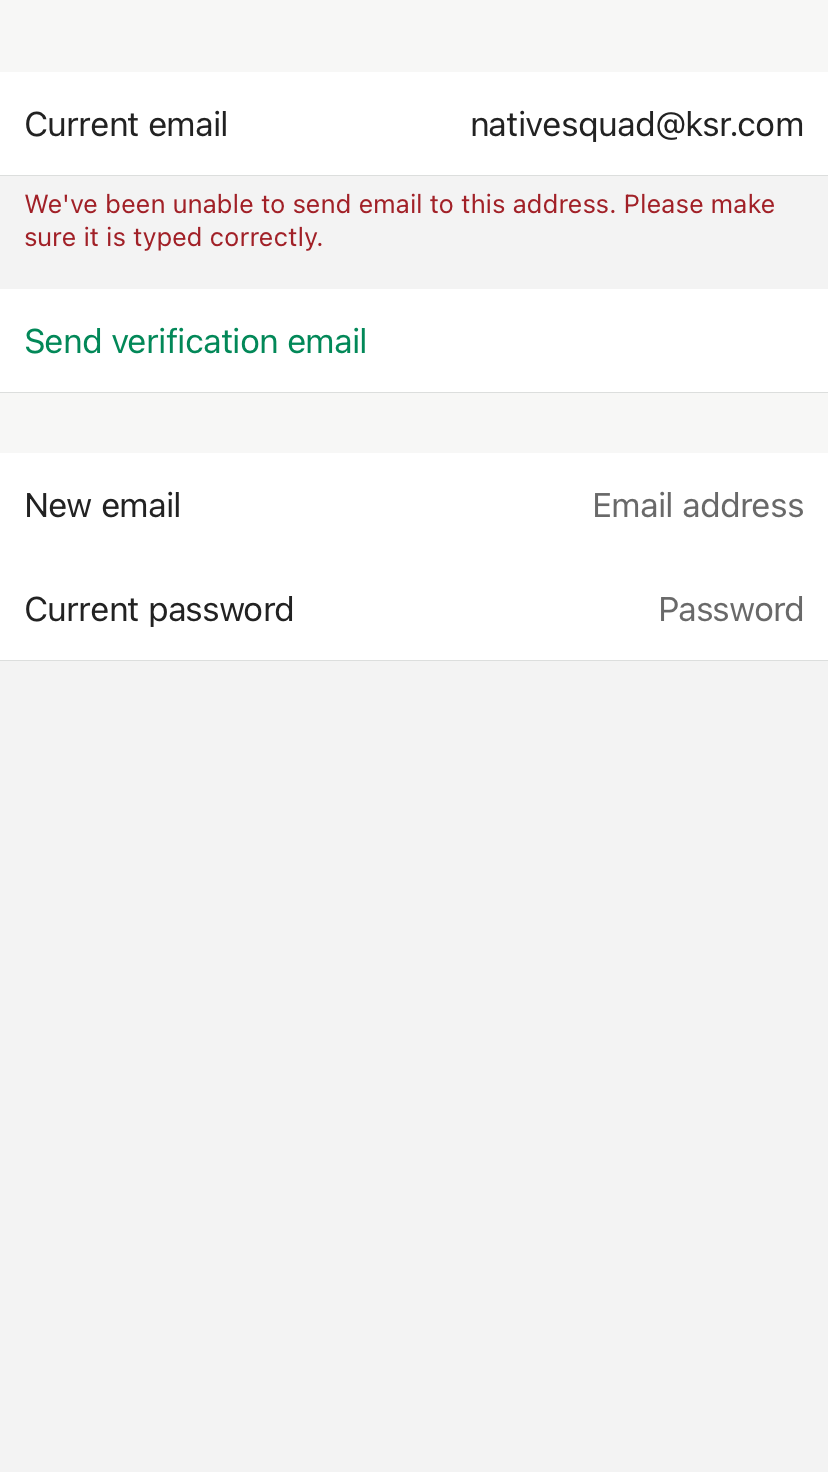 Current email nativesquad@ksr.com
We've been unable to send email to this address. Please make
sure it is typed correctly.
Send verification email
New email Email address
Current password Password